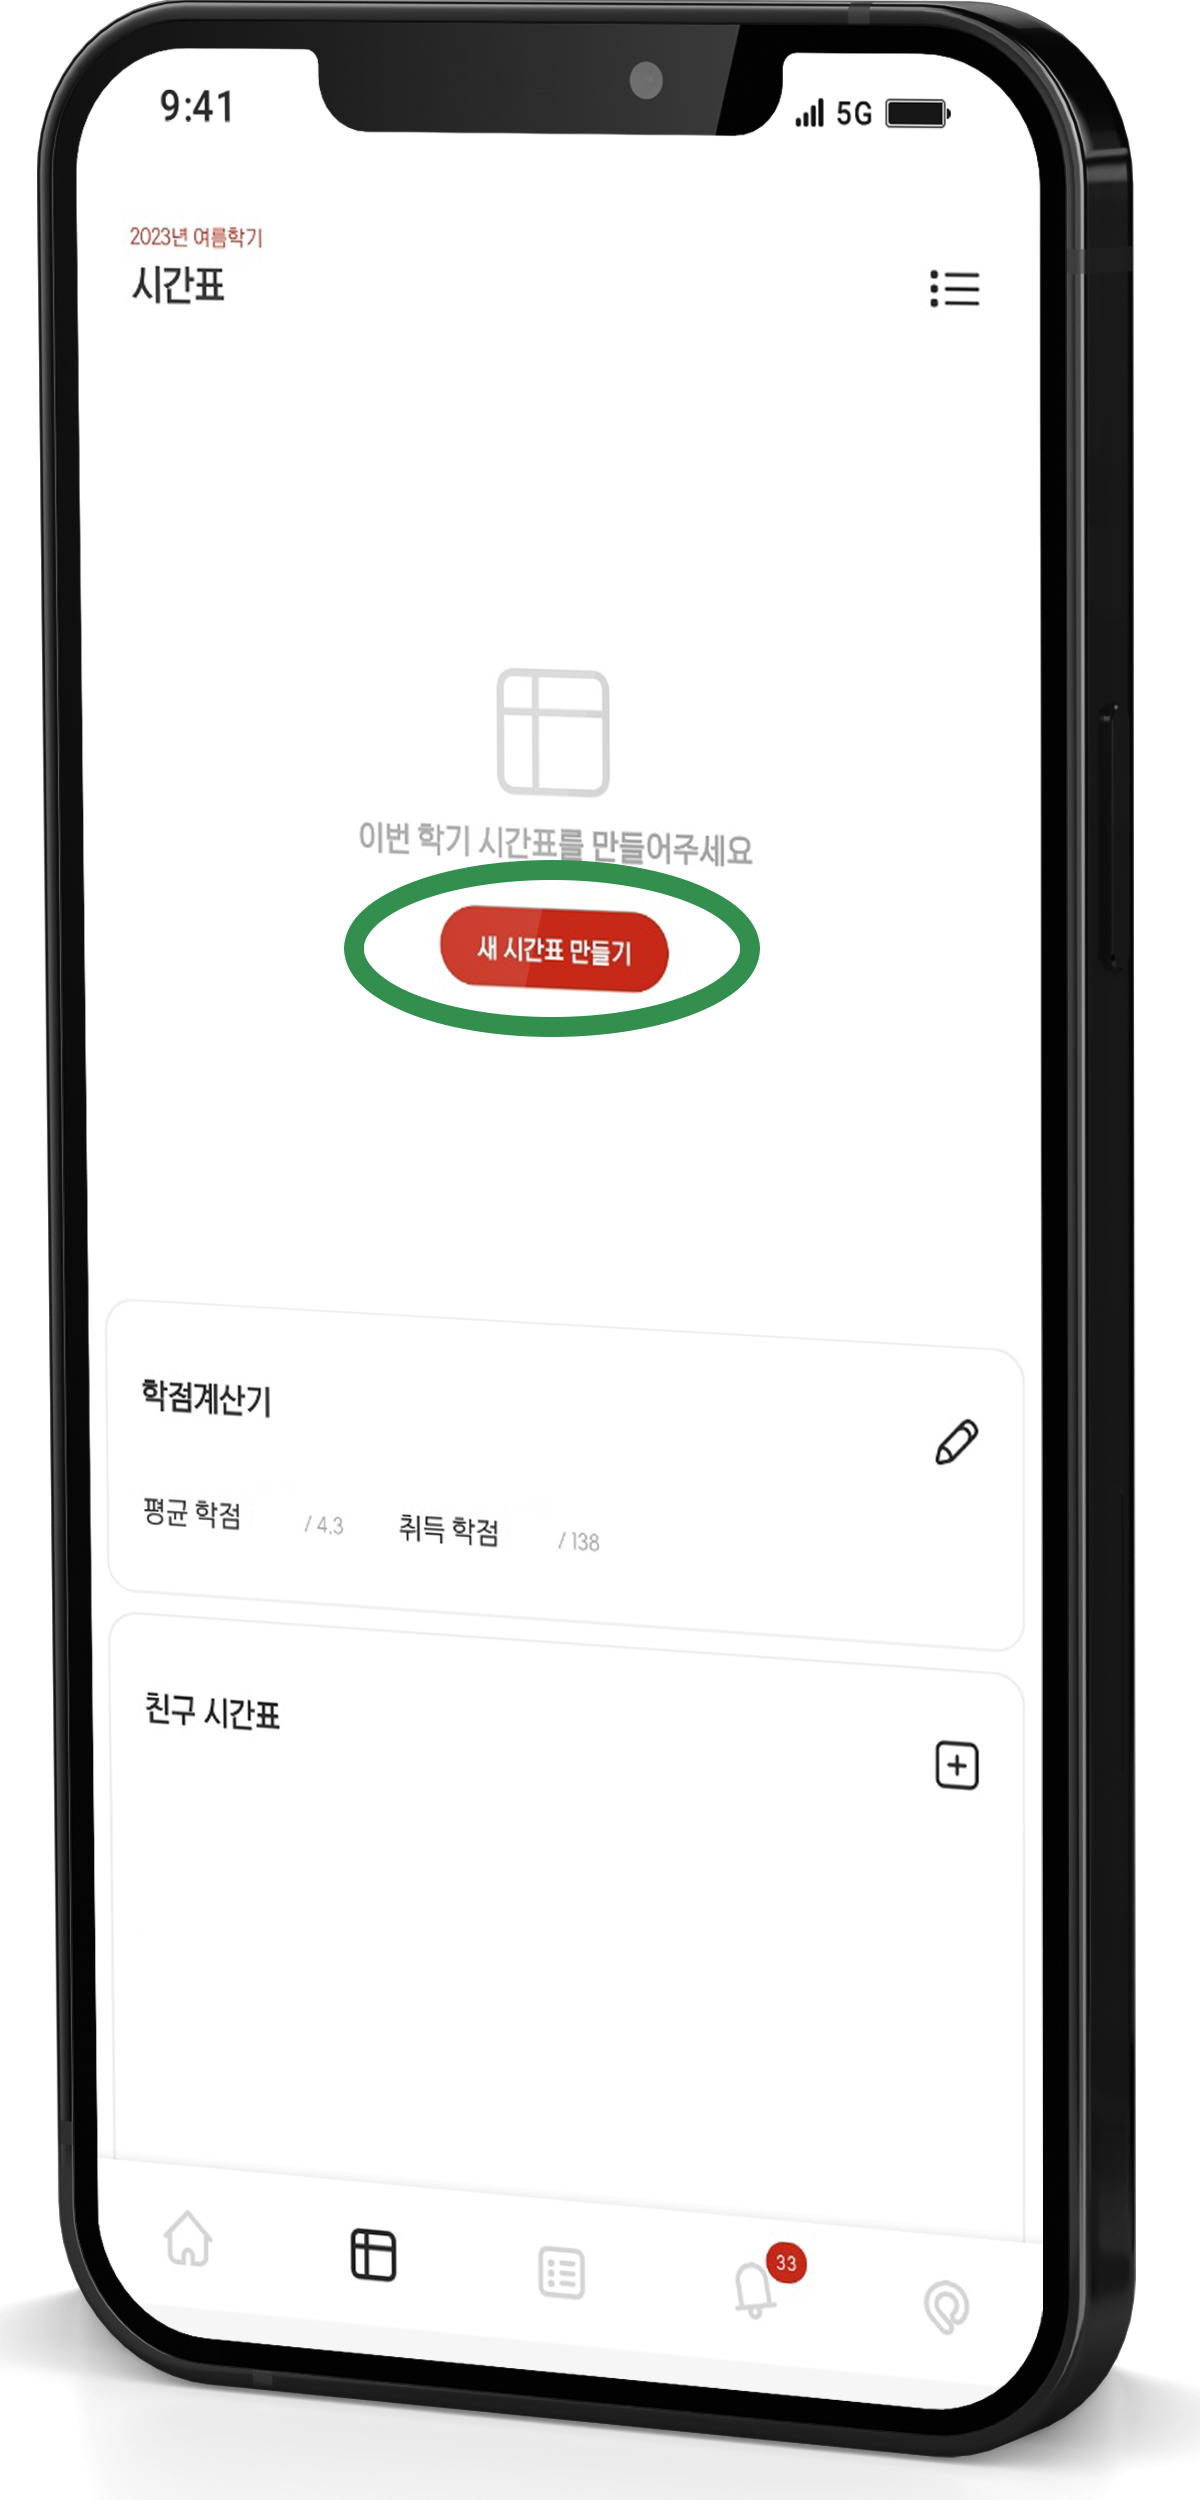 9:41
5G
2023년 여름학기
시간표
이번 학기 시간표를 만들어주세요
새 시간표 만들기
학점계산기
평균 학점 / 4.3 취득 학점 / 138
친구 시간표
33